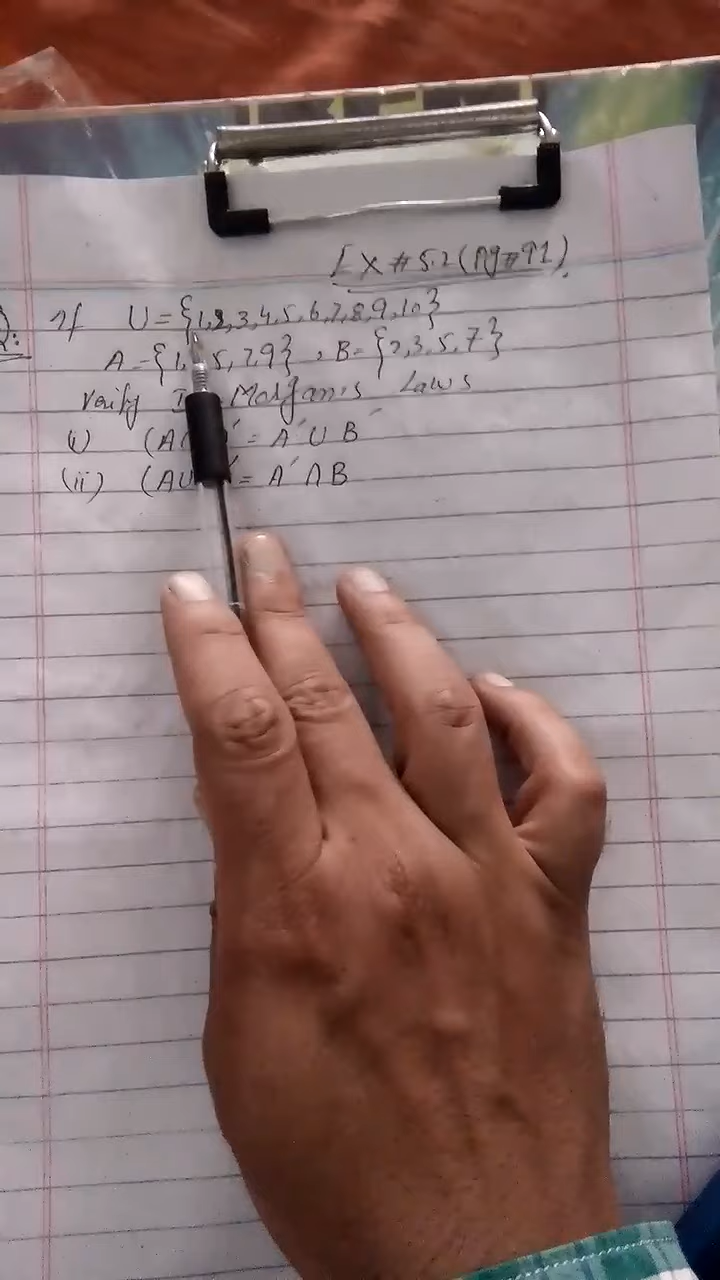 Ex # 5.2 (Pg # 91)
If U = {1,2,3,4,5,6,7,8,9,10}
A = {1, 5, 7,9} , B = {2,3,5,7}
Verify Morgan's Laws
(i) (A ′ = A′ U B′
(ii) (AU ′ = A′ ∩ B